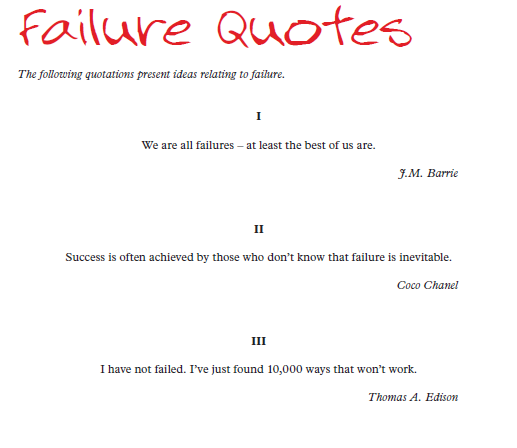 Failure Quotes
The following quotations present ideas relating to failure.
I
We are all failures – at least the best of us are.
J.M. Barrie
II
Success is often achieved by those who don’t know that failure is inevitable.
Coco Chanel
III
I have not failed. I’ve just found 10,000 ways that won’t work.
Thomas A. Edison